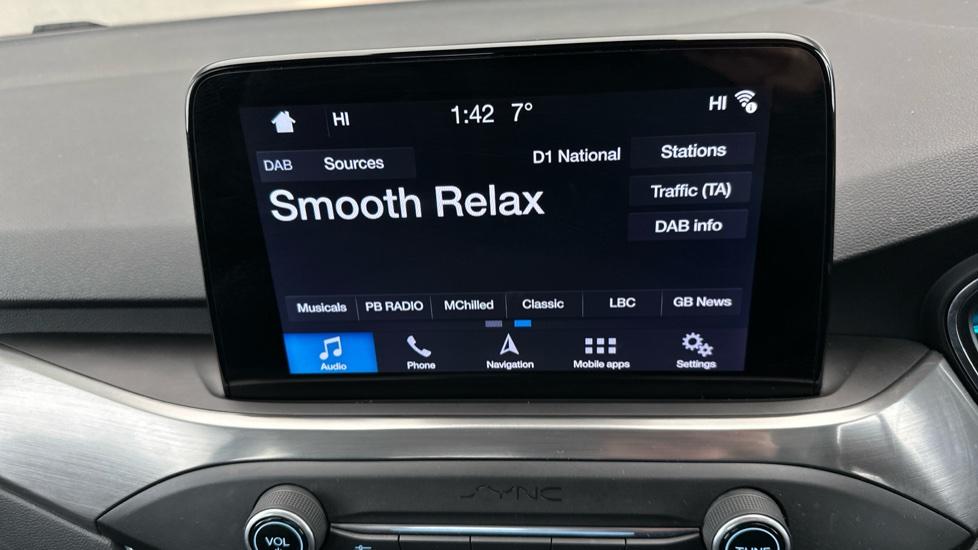 HI 1:42 7° HI
DAB Sources D1 National Stations
Smooth Relax Traffic (TA)
DAB info
Musicals PB RADIO MChilled Classic LBC GB News
Audio Phone Navigation Mobile apps Settings
SYNC
VOL TUNE